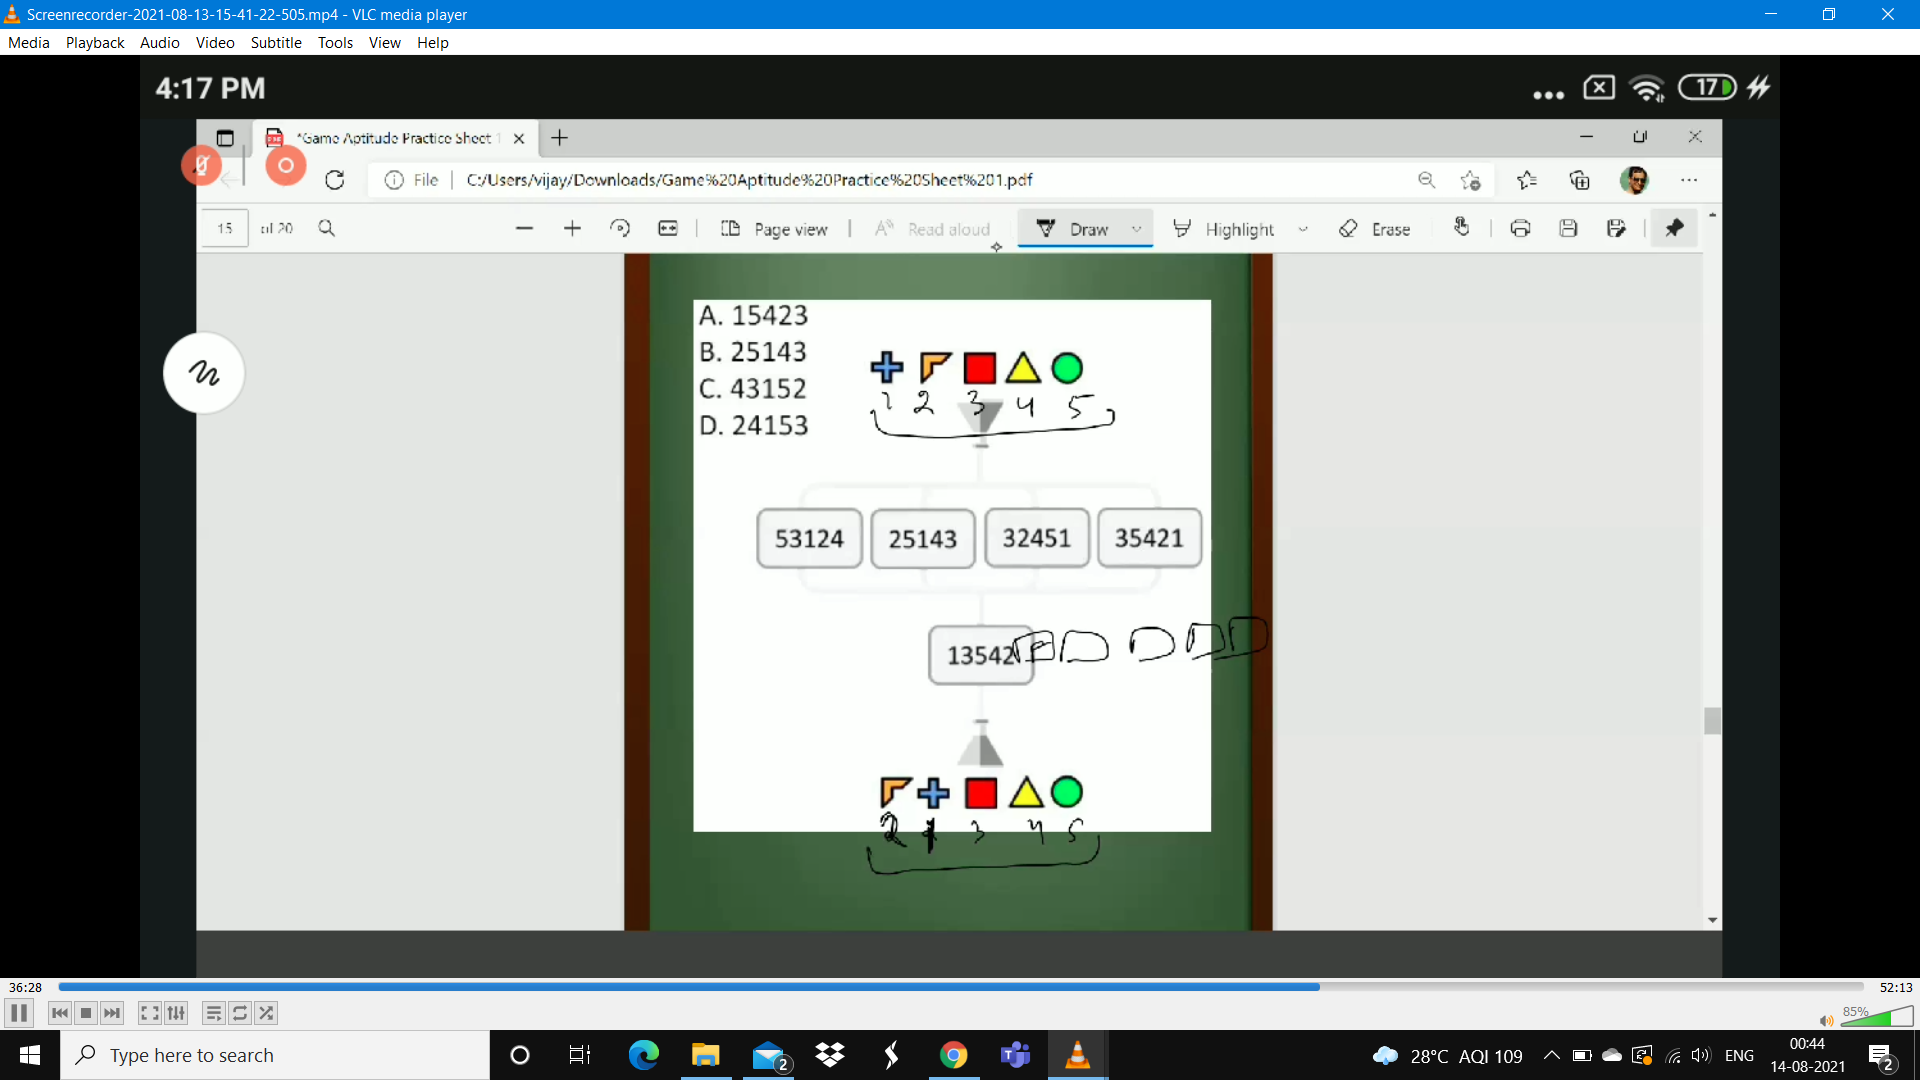 Screenrecorder-2021-08-13-15-41-22-505.mp4 - VLC media player
Media Playback Audio Video Subtitle Tools View Help
4:17 PM
17
*Game Aptitude Practice Sheet 1
File | C:/Users/vijay/Downloads/Game%20Aptitude%20Practice%20Sheet%201.pdf
15 of 20 Page view Read aloud Draw Highlight Erase
A. 15423
B. 25143
C. 43152
D. 24153
1 2 3 4 5
53124 25143 32451 35421
13542
2 1 3 4 5
36:28 52:13
85%
Type here to search
2
28°C AQI 109
ENG
00:44
14-08-2021
2